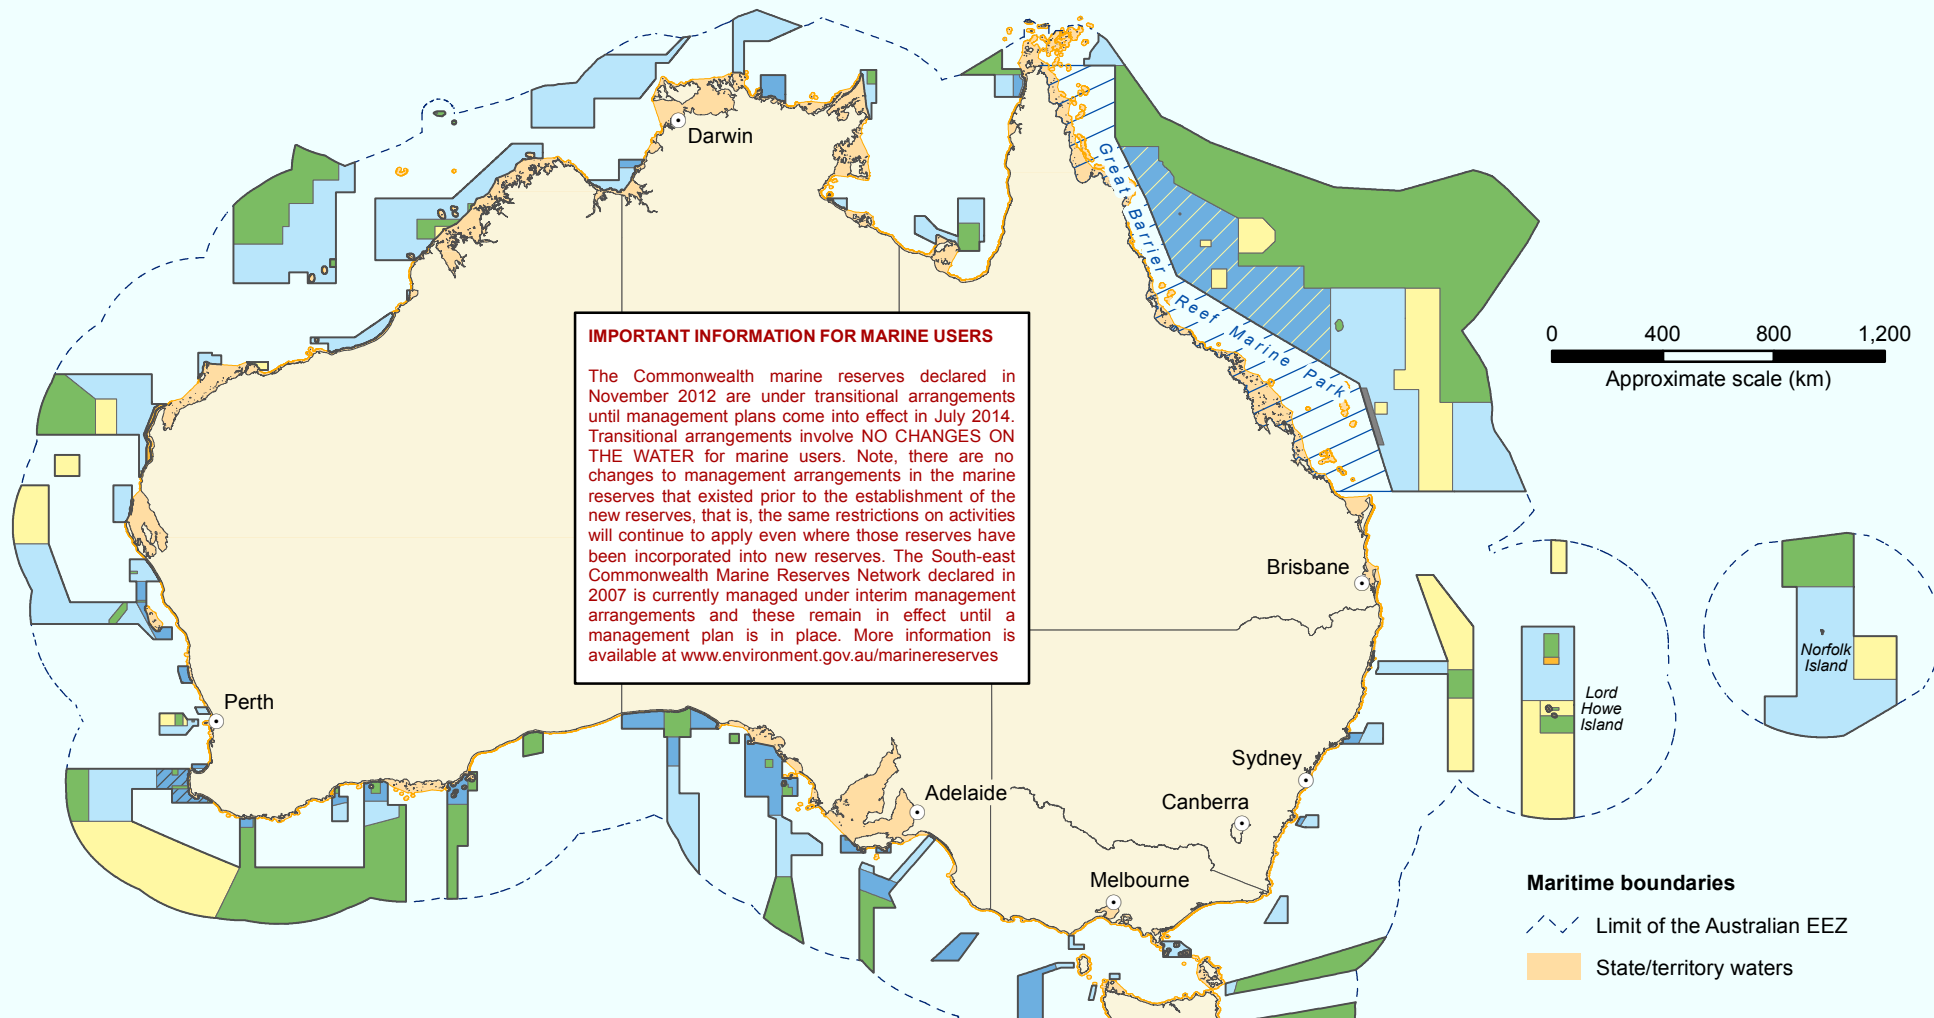 Darwin
Great Barrier Reef Marine Park
0 400 800 1,200
Approximate scale (km)
IMPORTANT INFORMATION FOR MARINE USERS
The Commonwealth marine reserves declared in
November 2012 are under transitional arrangements
until management plans come into effect in July 2014.
Transitional arrangements involve NO CHANGES ON
THE WATER for marine users. Note, there are no
changes to management arrangements in the marine
reserves that existed prior to the establishment of the
new reserves, that is, the same restrictions on activities
will continue to apply even where those reserves have
been incorporated into new reserves. The South-east
Commonwealth Marine Reserves Network declared in
2007 is currently managed under interim management
arrangements and these remain in effect until a
management plan is in place. More information is
available at www.environment.gov.au/marinereserves
Brisbane
Norfolk
Island
Lord
Howe
Island
Perth
Sydney
Adelaide
Canberra
Melbourne
Maritime boundaries
Limit of the Australian EEZ
State/territory waters